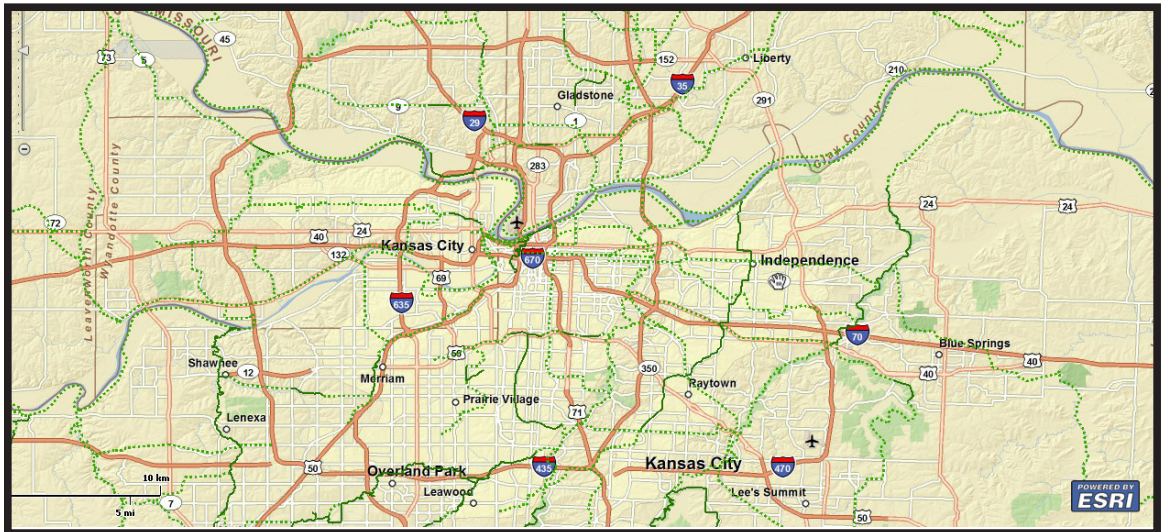 MISSOURI
45
73
5
152
Liberty
35
210
9
Gladstone
291
29
1
Clay County
283
Leavenworth County
Wyandotte County
72
24
24
24
40
Kansas City
132
670
Independence
69
635
70
Blue Springs
56
40
Shawnee
12
350
40
Merriam
Raytown
Prairie Village
71
Lenexa
50
Overland Park
435
Kansas City
470
10 km
Leawood
Lee's Summit
7
5 mi
50
POWERED BY
ESRI